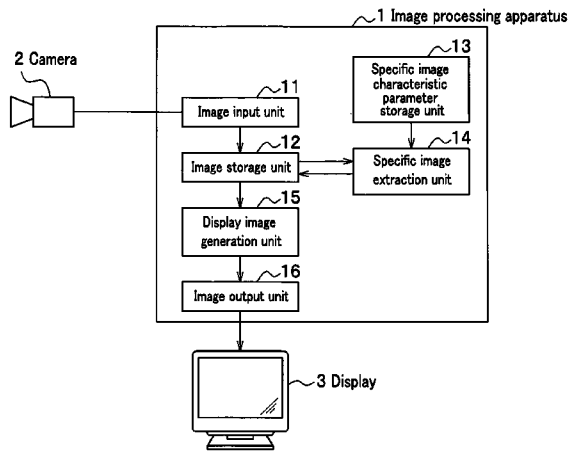 1 Image processing apparatus
2 Camera
13
Specific image
characteristic
parameter
storage unit
11
Image input unit
12
Image storage unit
14
Specific image
extraction unit
15
Display image
generation unit
16
Image output unit
3 Display